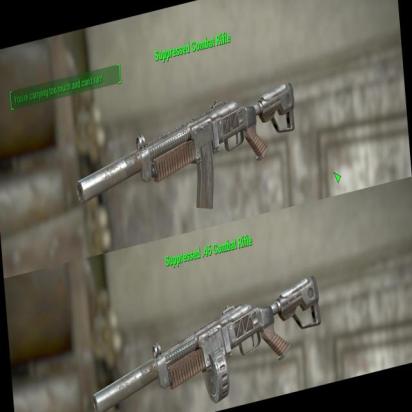 Suppressed Combat Rifle
You're carrying too much and can't run!
Suppressed .45 Combat Rifle